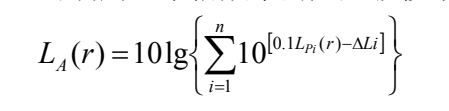 L_A(r) = 10lg{∑_{i=1}^{n} 10^{[0.1L_{Pi}(r)−ΔLi]}}